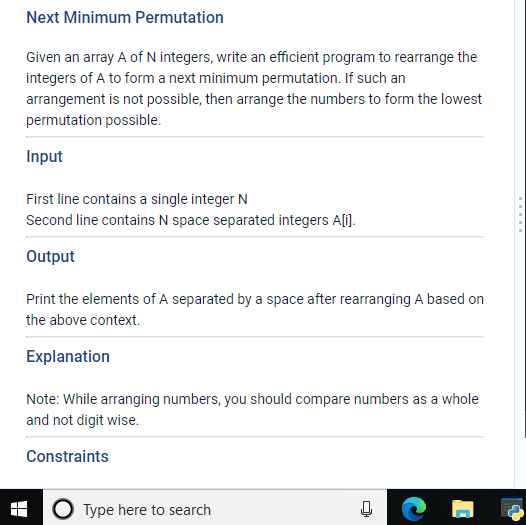 Next Minimum Permutation
Given an array A of N integers, write an efficient program to rearrange the
integers of A to form a next minimum permutation. If such an
arrangement is not possible, then arrange the numbers to form the lowest
permutation possible.
Input
First line contains a single integer N
Second line contains N space separated integers A[i].
Output
Print the elements of A separated by a space after rearranging A based on
the above context.
Explanation
Note: While arranging numbers, you should compare numbers as a whole
and not digit wise.
Constraints
Type here to search